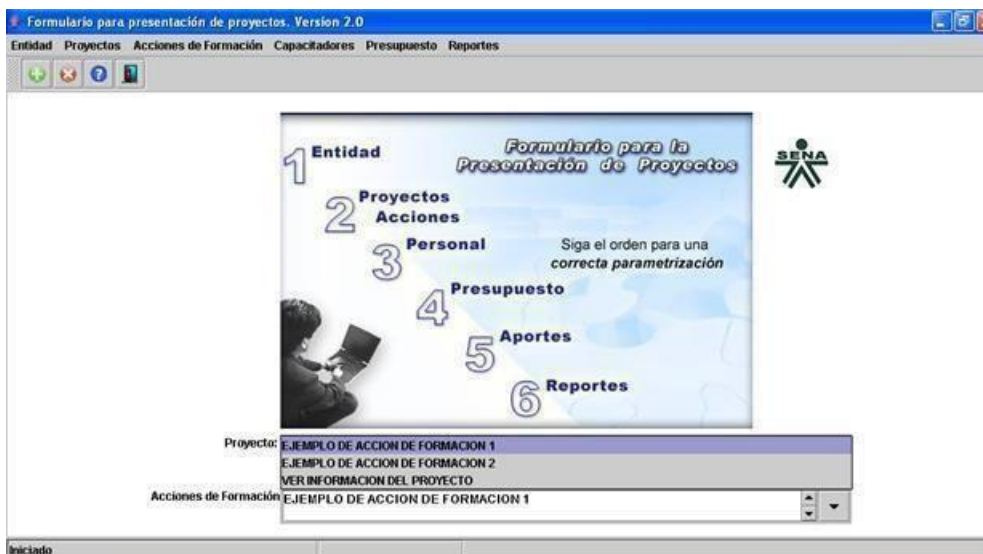 Formulario para presentación de proyectos. Version 2.0
Entidad Proyectos Acciones de Formación Capacitadores Presupuesto Reportes
Formulario para la
Presentación de Proyectos
SENA
1 Entidad
2 Proyectos
Acciones
3 Personal
Siga el orden para una
correcta parametrización
4 Presupuesto
5 Aportes
6 Reportes
Proyecto: EJEMPLO DE ACCION DE FORMACION 1
EJEMPLO DE ACCION DE FORMACION 2
VER INFORMACION DEL PROYECTO
Acciones de Formación EJEMPLO DE ACCION DE FORMACION 1
Iniciado